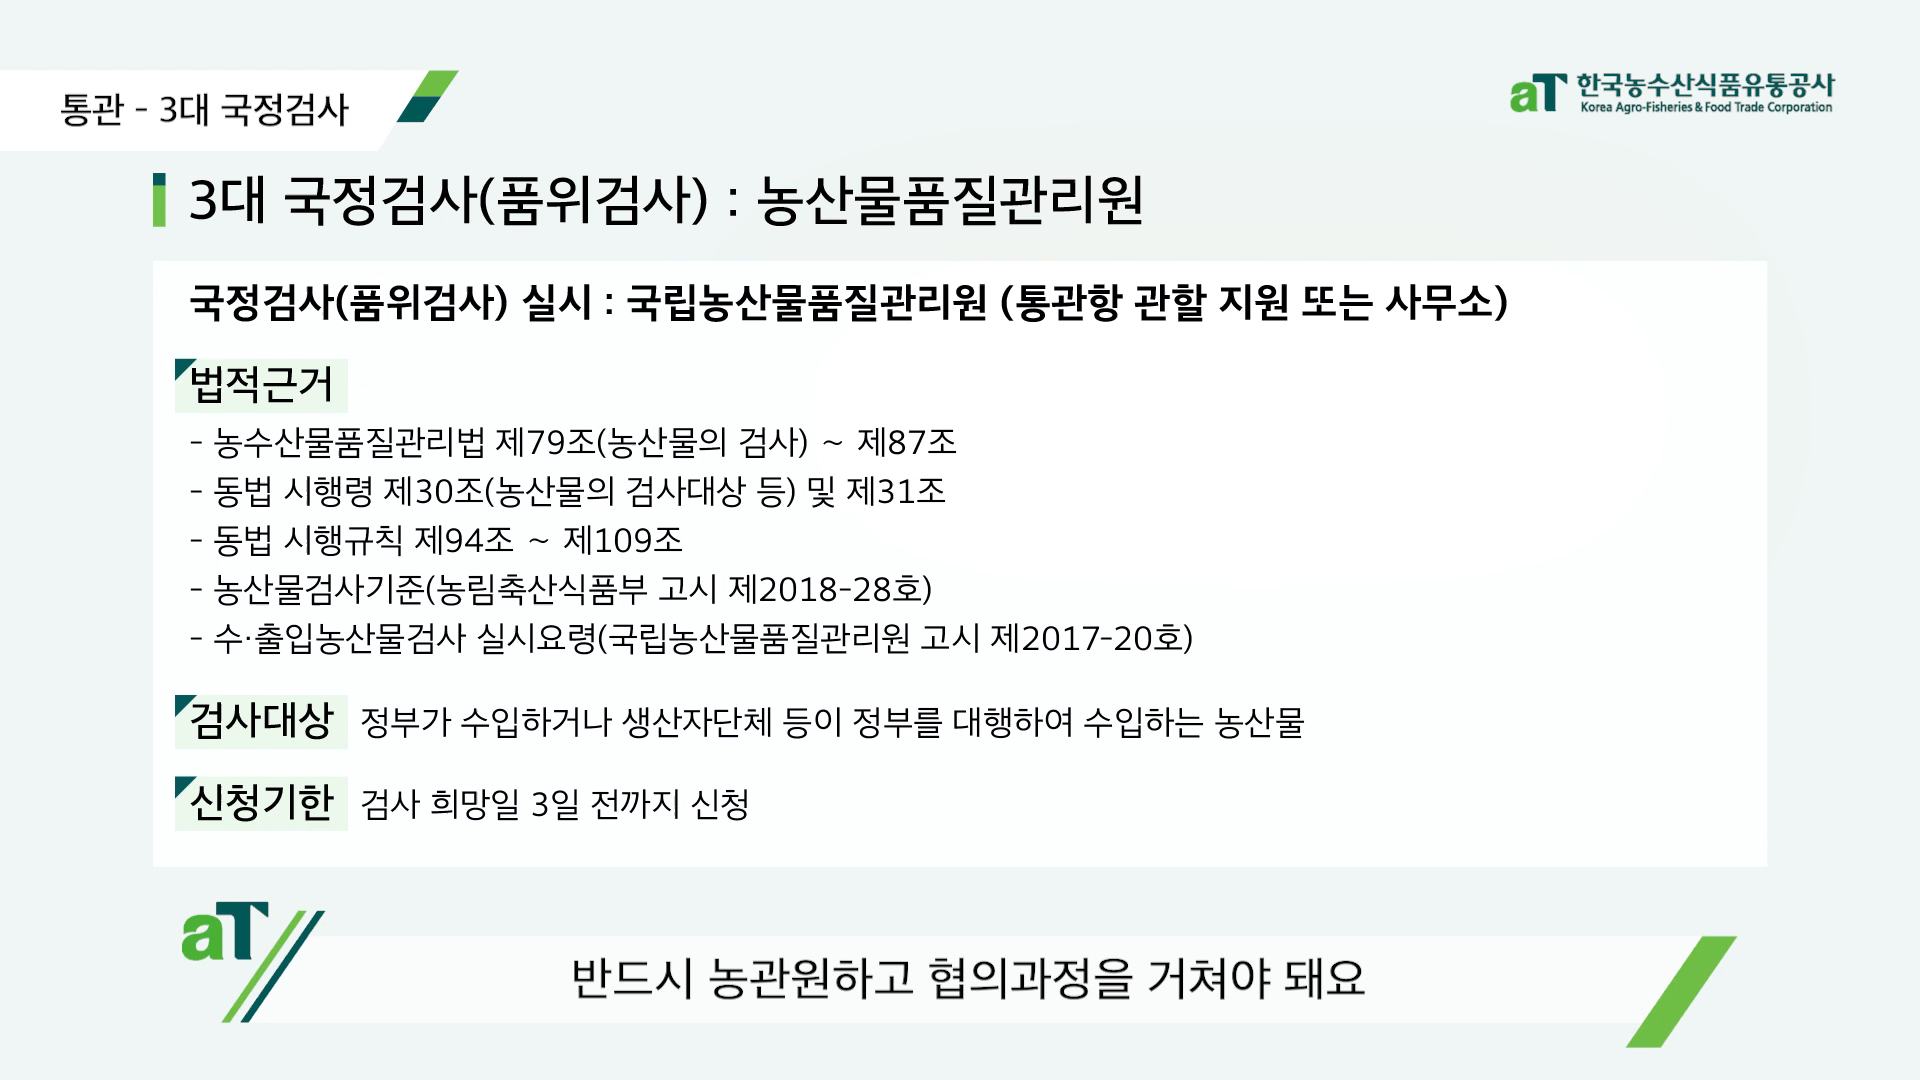 통관 - 3대 국정검사
aT 한국농수산식품유통공사
Korea Agro-Fisheries & Food Trade Corporation
3대 국정검사(품위검사) : 농산물품질관리원
국정검사(품위검사) 실시 : 국립농산물품질관리원 (통관항 관할 지원 또는 사무소)
법적근거
- 농수산물품질관리법 제79조(농산물의 검사) ~ 제87조
- 동법 시행령 제30조(농산물의 검사대상 등) 및 제31조
- 동법 시행규칙 제94조 ~ 제109조
- 농산물검사기준(농림축산식품부 고시 제2018-28호)
- 수·출입농산물검사 실시요령(국립농산물품질관리원 고시 제2017-20호)
검사대상 정부가 수입하거나 생산자단체 등이 정부를 대행하여 수입하는 농산물
신청기한 검사 희망일 3일 전까지 신청
aT
반드시 농관원하고 협의과정을 거쳐야 돼요